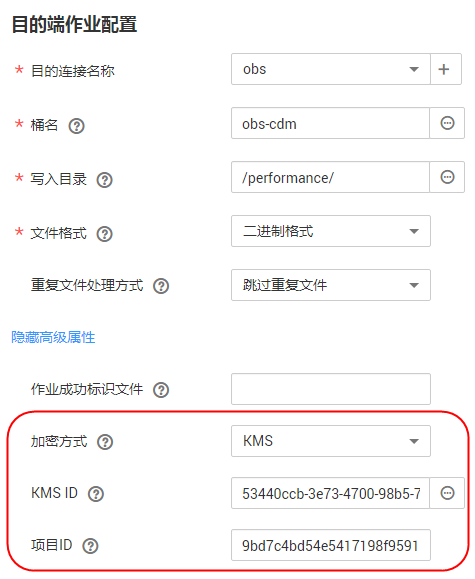 目的端作业配置
* 目的连接名称 obs +
* 桶名 ? obs-cdm
* 写入目录 ? /performance/
* 文件格式 ? 二进制格式
重复文件处理方式 ? 跳过重复文件
隐藏高级属性
作业成功标识文件 ?
加密方式 ? KMS
KMS ID ? 53440ccb-3e73-4700-98b5-7
项目ID ? 9bd7c4bd54e5417198f9591